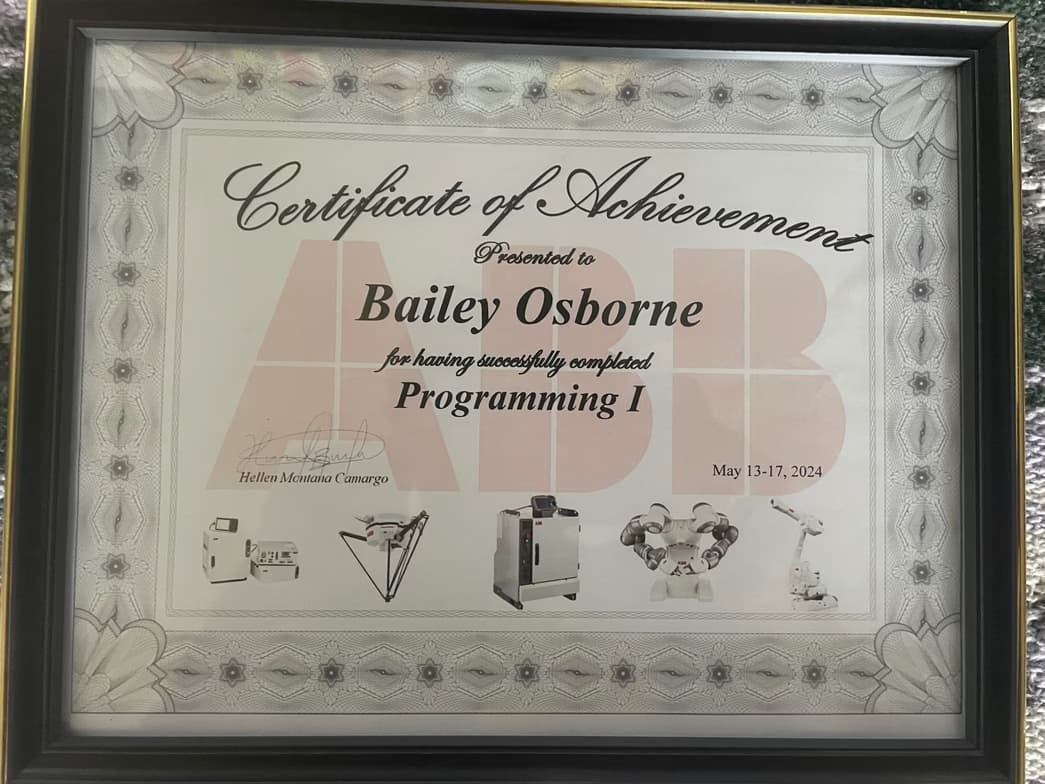 Certificate of Achievement
Presented to
ABB
Bailey Osborne
for having successfully completed
Programming I
Hellen Montana Camargo
May 13-17, 2024